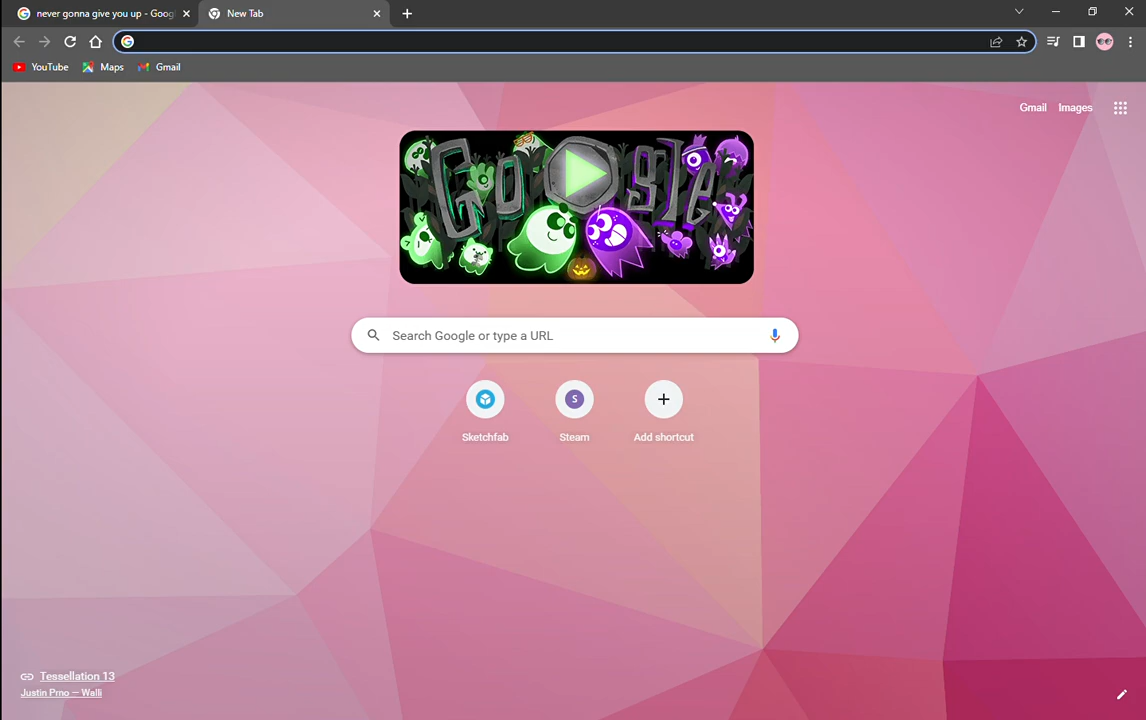 never gonna give you up - Goog
New Tab
YouTube
Maps
Gmail
Gmail
Images
Google
Search Google or type a URL
S
Sketchfab
Steam
Add shortcut
Tessellation 13
Justin Prno — Walli